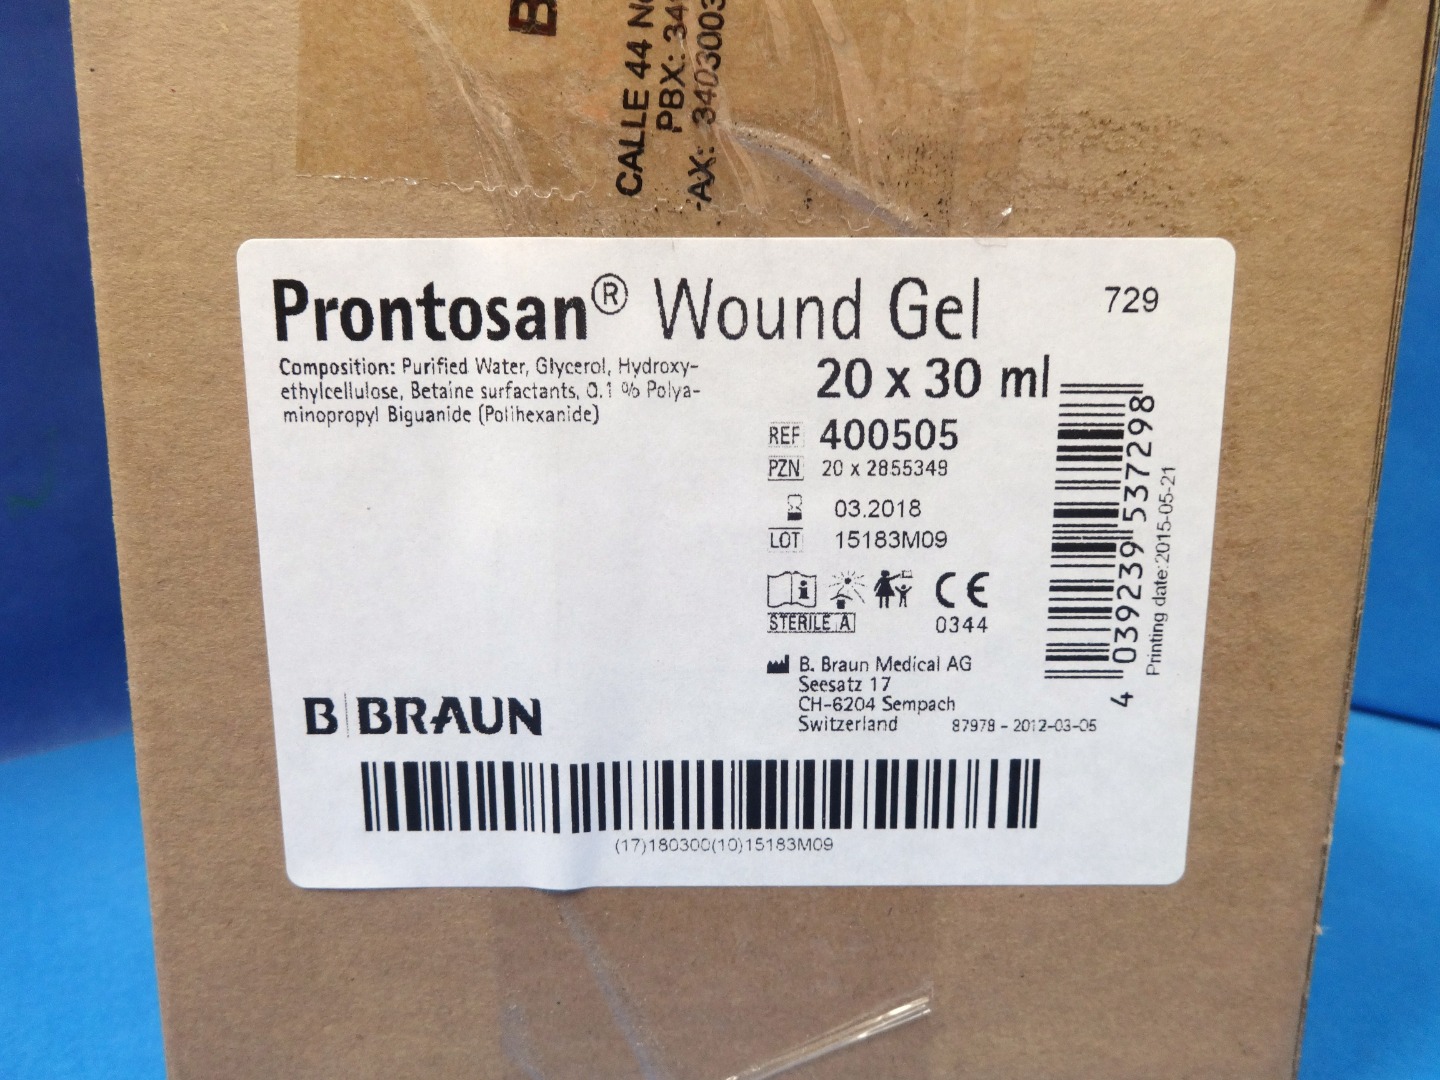 B
CALLE 44 N
PBX: 34
AX: 3403003
Prontosan® Wound Gel
729
Composition: Purified Water, Glycerol, Hydroxy-
ethylcellulose, Betaine surfactants, 0.1 % Polya-
minopropyl Biguanide (Polihexanide)
20 x 30 ml
REF 400505
PZN 20 x 2855349
03.2018
LOT 15183M09
STERILE A
CE
0344
B. Braun Medical AG
Seesatz 17
CH-6204 Sempach
Switzerland
87978 - 2012-03-05
4 039239 537298
Printing date:2015-05-21
B BRAUN
(17)180300(10)15183M09